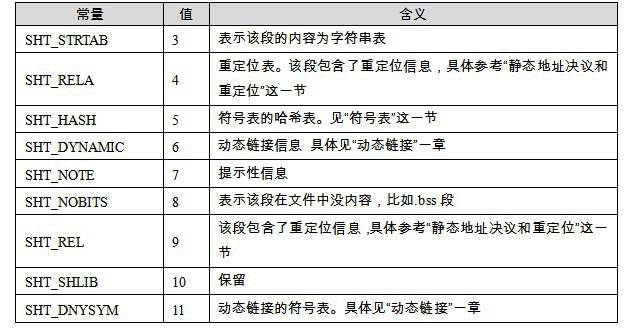 常量 值 含义
SHT_STRTAB 3 表示该段的内容为字符串表
SHT_RELA 4 重定位表。该段包含了重定位信息，具体参考“静态地址决议和
重定位”这一节
SHT_HASH 5 符号表的哈希表。见“符号表”这一节
SHT_DYNAMIC 6 动态链接信息 具体见“动态链接”一章
SHT_NOTE 7 提示性信息
SHT_NOBITS 8 表示该段在文件中没内容，比如.bss 段
SHT_REL 9 该段包含了重定位信息,具体参考“静态地址决议和重定位”这一
节
SHT_SHLIB 10 保留
SHT_DNYSYM 11 动态链接的符号表。具体见“动态链接”一章